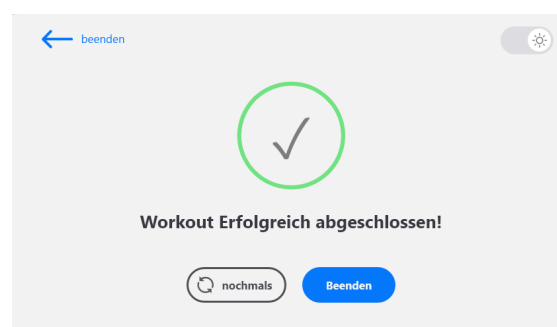 beenden
Workout Erfolgreich abgeschlossen!
nochmals
Beenden